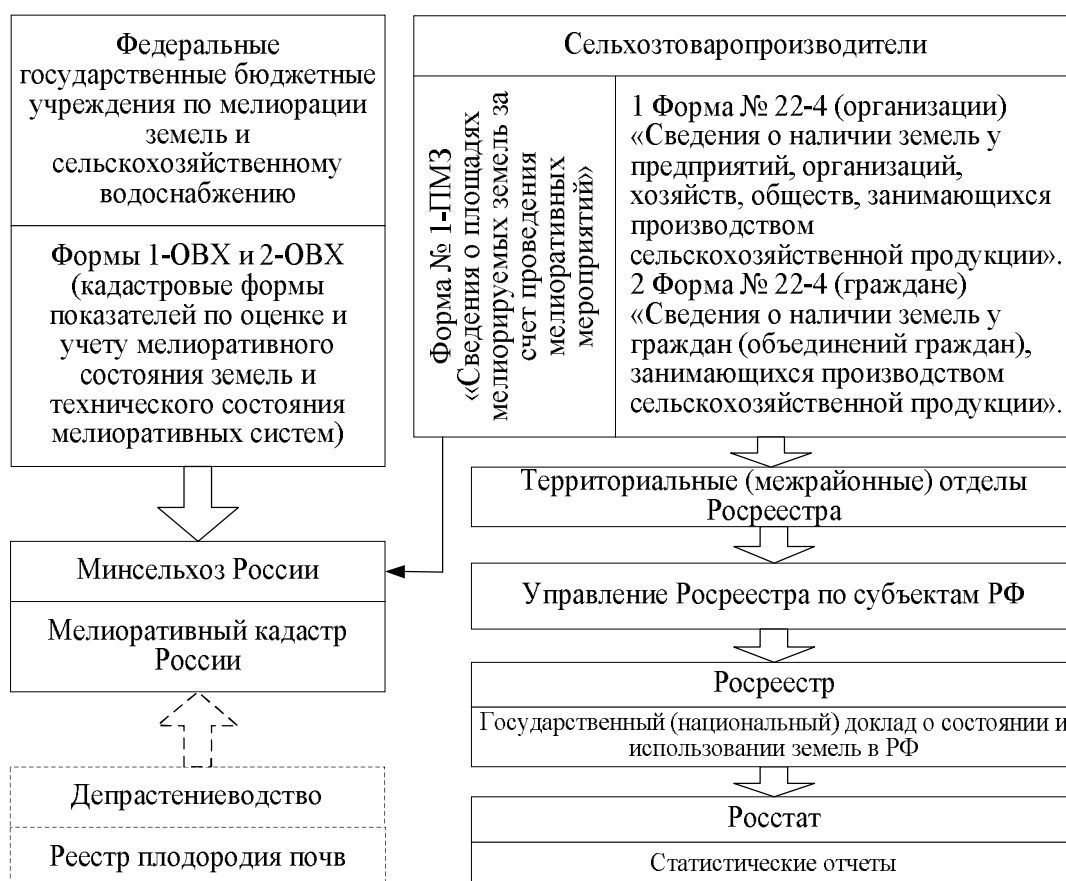 Федеральные
государственные бюджетные
учреждения по мелиорации
земель и
сельскохозяйственному
водоснабжению
Формы 1-ОВХ и 2-ОВХ
(кадастровые формы
показателей по оценке и
учету мелиоративного
состояния земель и
технического состояния
мелиоративных систем)
Минсельхоз России
Мелиоративный кадастр
России
Депрастениеводство
Реестр плодородия почв
Сельхозтоваропроизводители
Форма № 1-ПМЗ
«Сведения о площадях
мелиорируемых земель за
счет проведения
мелиоративных
мероприятий»
1 Форма № 22-4 (организации)
«Сведения о наличии земель у
предприятий, организаций,
хозяйств, обществ, занимающихся
производством
сельскохозяйственной продукции».
2 Форма № 22-4 (граждане)
«Сведения о наличии земель у
граждан (объединений граждан),
занимающихся производством
сельскохозяйственной продукции».
Территориальные (межрайонные) отделы
Росреестра
Управление Росреестра по субъектам РФ
Росреестр
Государственный (национальный) доклад о состоянии и
использовании земель в РФ
Росстат
Статистические отчеты